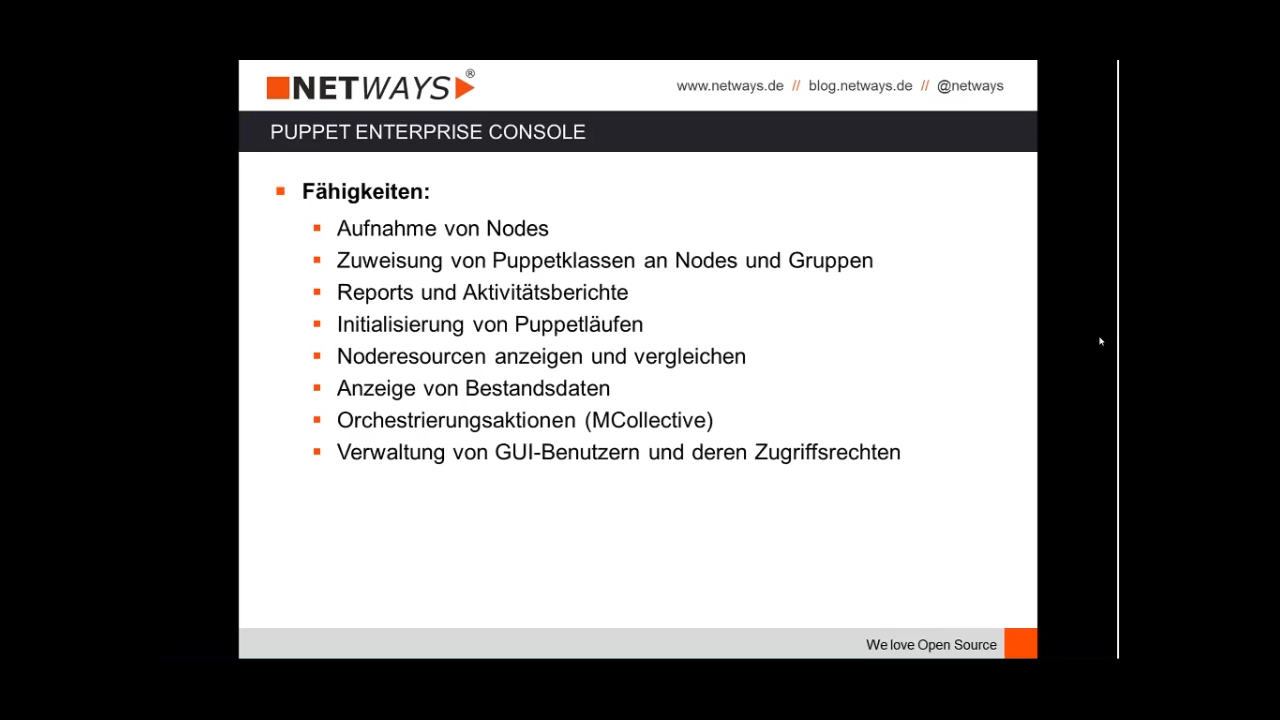 NETWAYS®
www.netways.de // blog.netways.de // @netways
PUPPET ENTERPRISE CONSOLE
Fähigkeiten:
Aufnahme von Nodes
Zuweisung von Puppetklassen an Nodes und Gruppen
Reports und Aktivitätsberichte
Initialisierung von Puppetläufen
Noderesourcen anzeigen und vergleichen
Anzeige von Bestandsdaten
Orchestrierungsaktionen (MCollective)
Verwaltung von GUI-Benutzern und deren Zugriffsrechten
We love Open Source